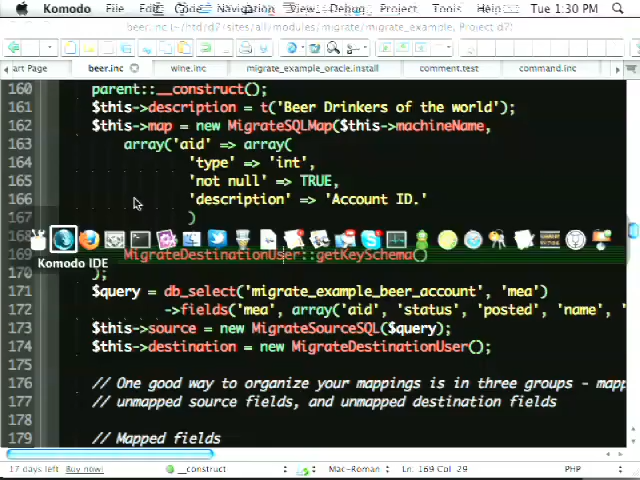 Komodo File Edit Code Navigation View Debug Project Tools Help Tue 1:30 PM
beer.inc (~/htd/d7/sites/all/modules/migrate/migrate_example, Project d7)
art Page beer.inc wine.inc migrate_example_oracle.install comment.test command.inc
160 parent::__construct();
161 $this->description = t('Beer Drinkers of the world');
162 $this->map = new MigrateSQLMap($this->machineName,
163 array('aid' => array(
164 'type' => 'int',
165 'not null' => TRUE,
166 'description' => 'Account ID.'
167 )
168
Komodo IDE
169 MigrateDestinationUser::getKeySchema()
);
171 $query = db_select('migrate_example_beer_account', 'mea')
172 ->fields('mea', array('aid', 'status', 'posted', 'name', '
173 $this->source = new MigrateSourceSQL($query);
174 $this->destination = new MigrateDestinationUser();
175
176 // One good way to organize your mappings is in three groups - mapp
177 // unmapped source fields, and unmapped destination fields
178
179 // Mapped fields
17 days left Buy now! __construct Mac-Roman Ln: 169 Col: 29 PHP